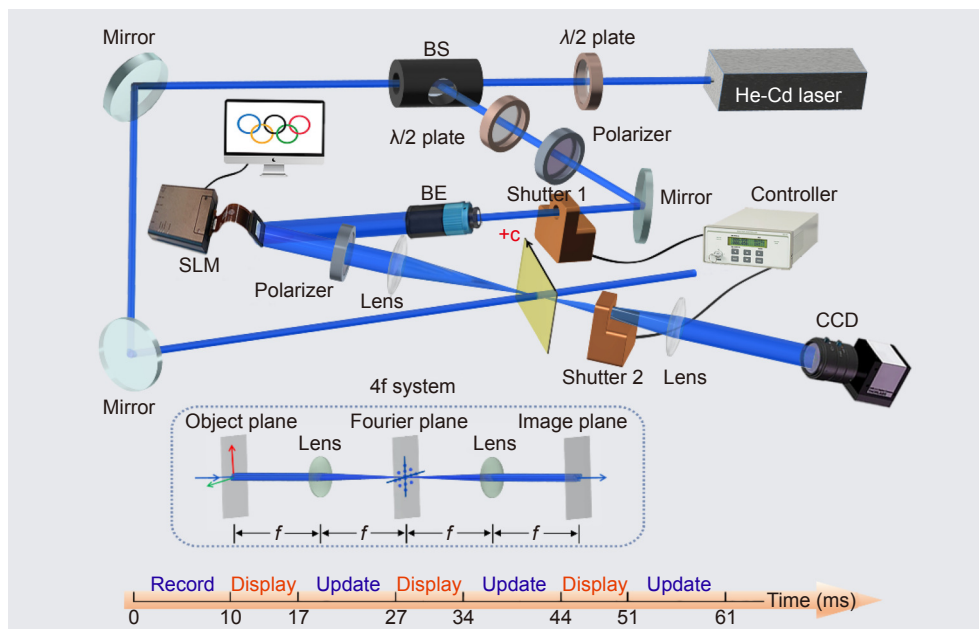 Mirror
BS
λ/2 plate
He-Cd laser
λ/2 plate
Polarizer
BE
Shutter 1
Mirror
Controller
+c
SLM
Polarizer
Lens
CCD
Shutter 2
Lens
Mirror
4f system
Object plane
Fourier plane
Image plane
Lens
Lens
f
f
f
f
Record
Display
Update
Display
Update
Display
Update
Time (ms)
0
10
17
27
34
44
51
61